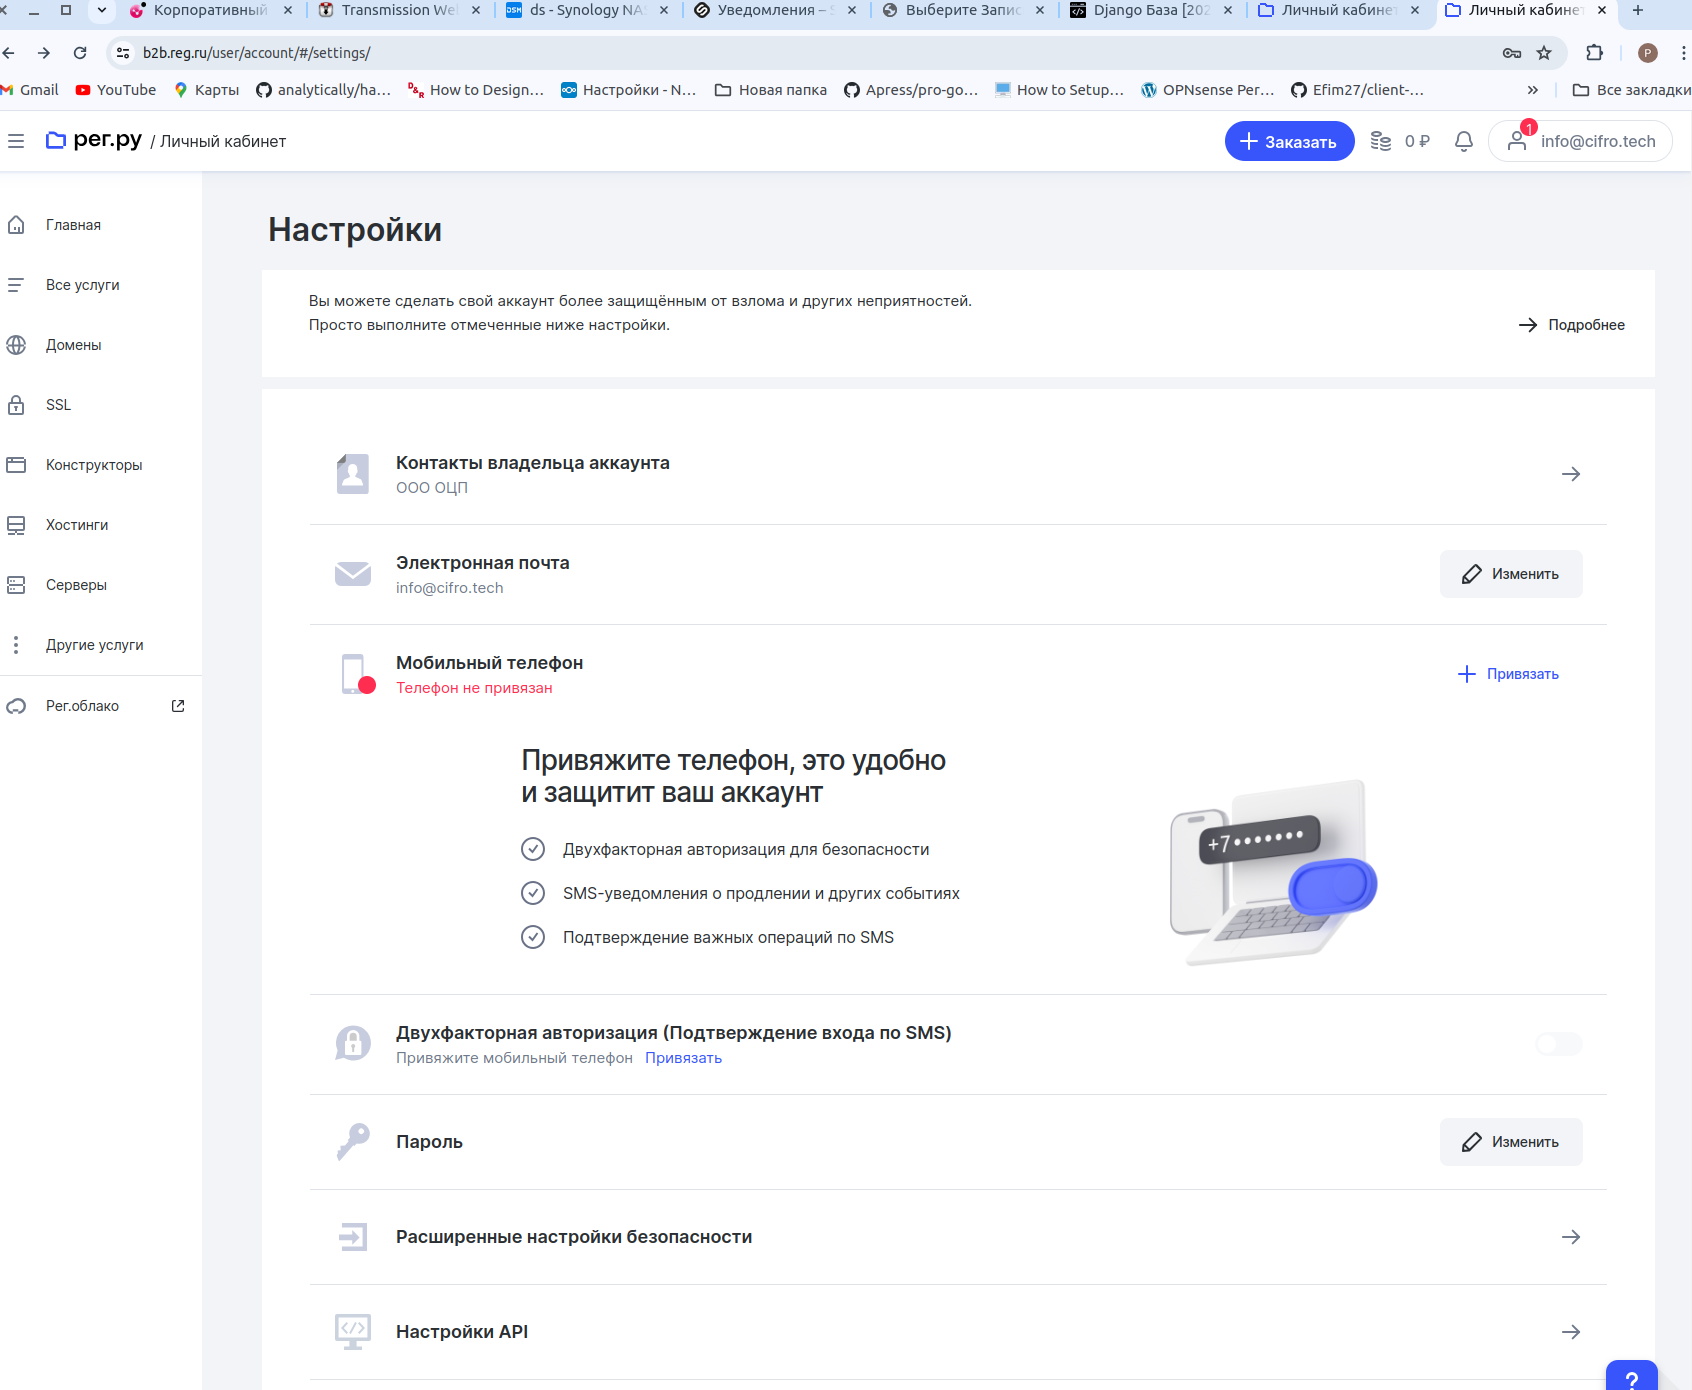 Корпоративный
Transmission We
ds - Synology NAS
Уведомления –
Выберите Запис
Django База [202
Личный кабинет
Личный кабинет
b2b.reg.ru/user/account/#/settings/
P
Gmail
YouTube
Карты
analytically/ha...
How to Design...
Настройки - N...
Новая папка
Apress/pro-go...
How to Setup...
OPNsense Per...
Efim27/client-...
»
Все закладки
рег.ру / Личный кабинет
Заказать
0 ₽
1
info@cifro.tech
Главная
Все услуги
Домены
SSL
Конструкторы
Хостинги
Серверы
Другие услуги
Рег.облако
Настройки
Вы можете сделать свой аккаунт более защищённым от взлома и других неприятностей.
Просто выполните отмеченные ниже настройки.
Подробнее
Контакты владельца аккаунта
ООО ОЦП
Электронная почта
info@cifro.tech
Изменить
Мобильный телефон
Телефон не привязан
Привязать
Привяжите телефон, это удобно
и защитит ваш аккаунт
Двухфакторная авторизация для безопасности
SMS-уведомления о продлении и других событиях
Подтверждение важных операций по SMS
+7•••••••
Двухфакторная авторизация (Подтверждение входа по SMS)
Привяжите мобильный телефон Привязать
Пароль
Изменить
Расширенные настройки безопасности
Настройки API
?